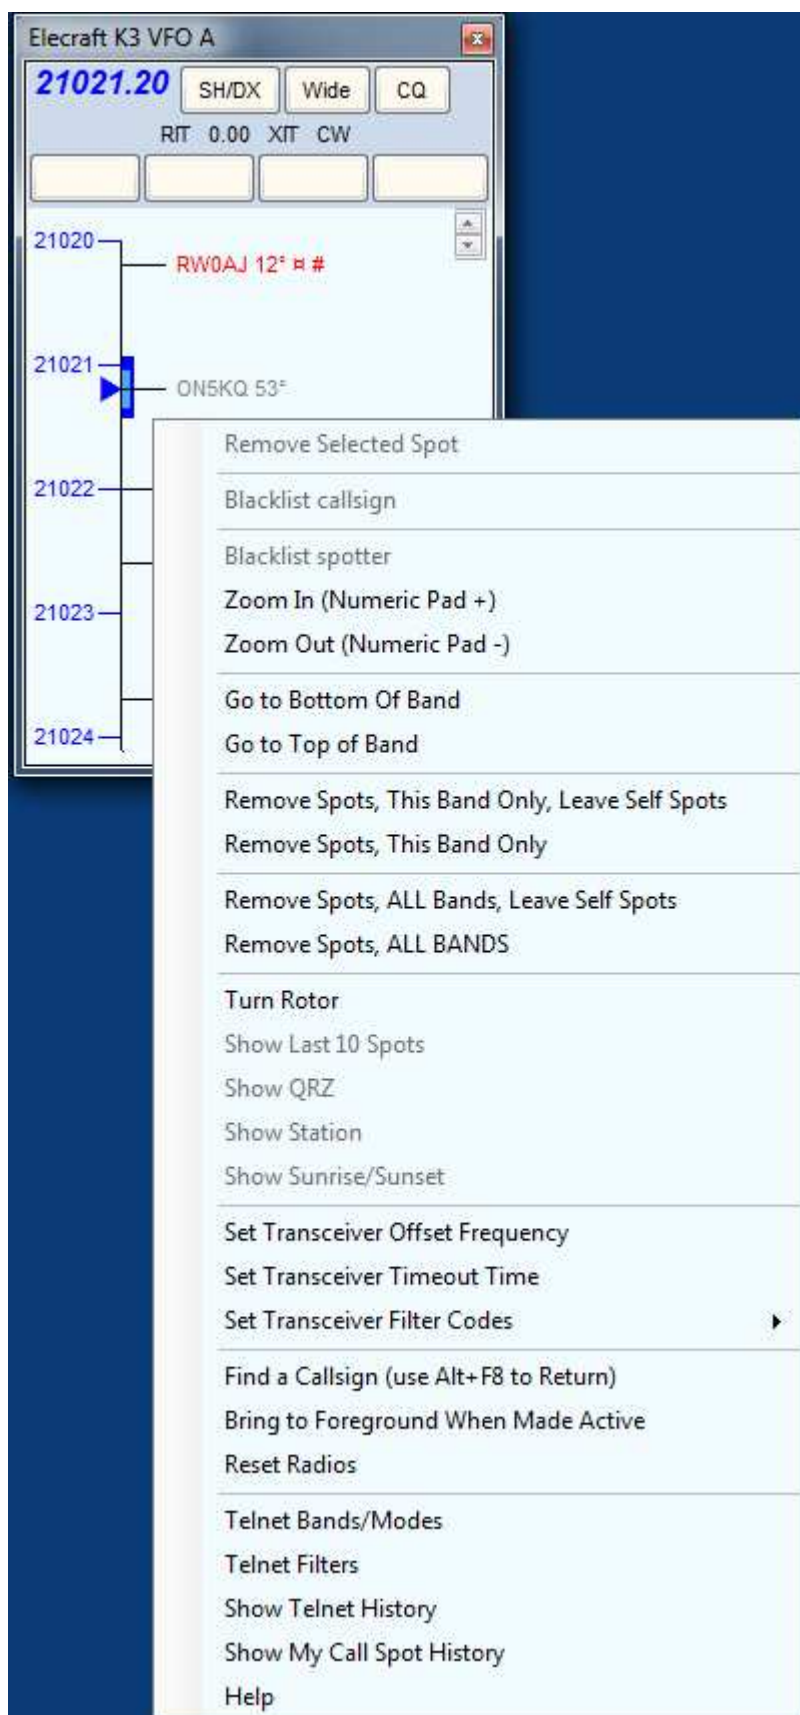 Elecraft K3 VFO A
21021.20 SH/DX Wide CQ
RIT 0.00 XIT CW
21020
RW0AJ 12° ¤ #
21021
ON5KQ 53°
Remove Selected Spot
21022
Blacklist callsign
Blacklist spotter
21023
Zoom In (Numeric Pad +)
Zoom Out (Numeric Pad -)
Go to Bottom Of Band
21024
Go to Top of Band
Remove Spots, This Band Only, Leave Self Spots
Remove Spots, This Band Only
Remove Spots, ALL Bands, Leave Self Spots
Remove Spots, ALL BANDS
Turn Rotor
Show Last 10 Spots
Show QRZ
Show Station
Show Sunrise/Sunset
Set Transceiver Offset Frequency
Set Transceiver Timeout Time
Set Transceiver Filter Codes
Find a Callsign (use Alt+F8 to Return)
Bring to Foreground When Made Active
Reset Radios
Telnet Bands/Modes
Telnet Filters
Show Telnet History
Show My Call Spot History
Help